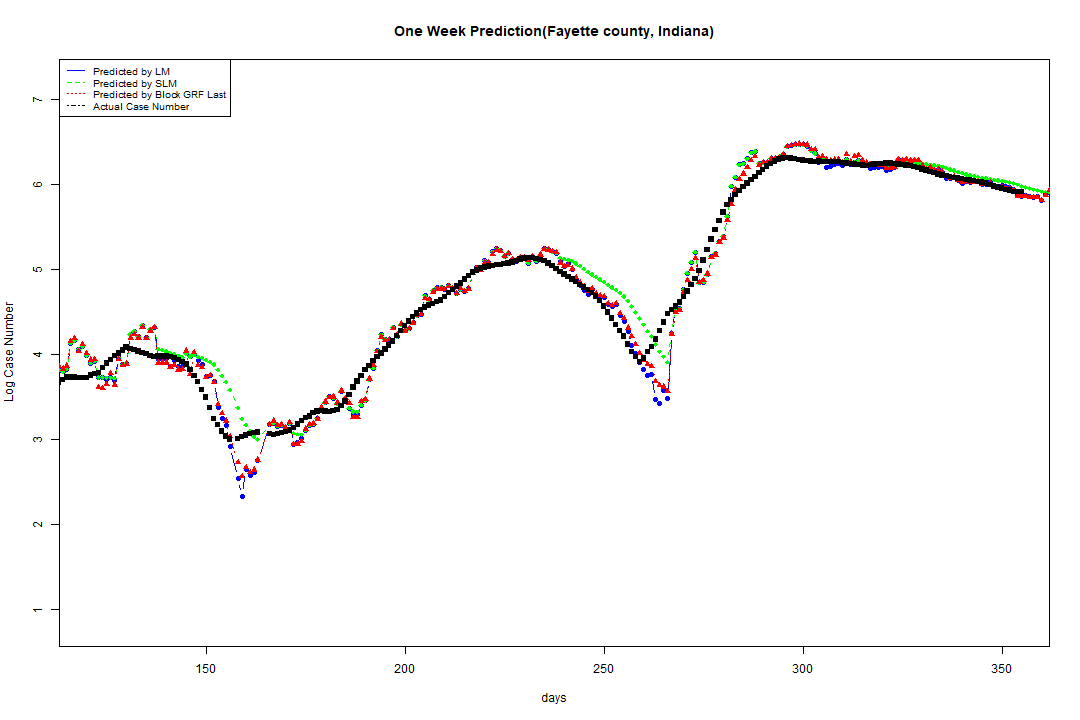 One Week Prediction(Fayette county, Indiana)
Predicted by LM
Predicted by SLM
Predicted by Block GRF Last
Actual Case Number
7
6
5
4
3
2
1
Log Case Number
150 200 250 300 350
days